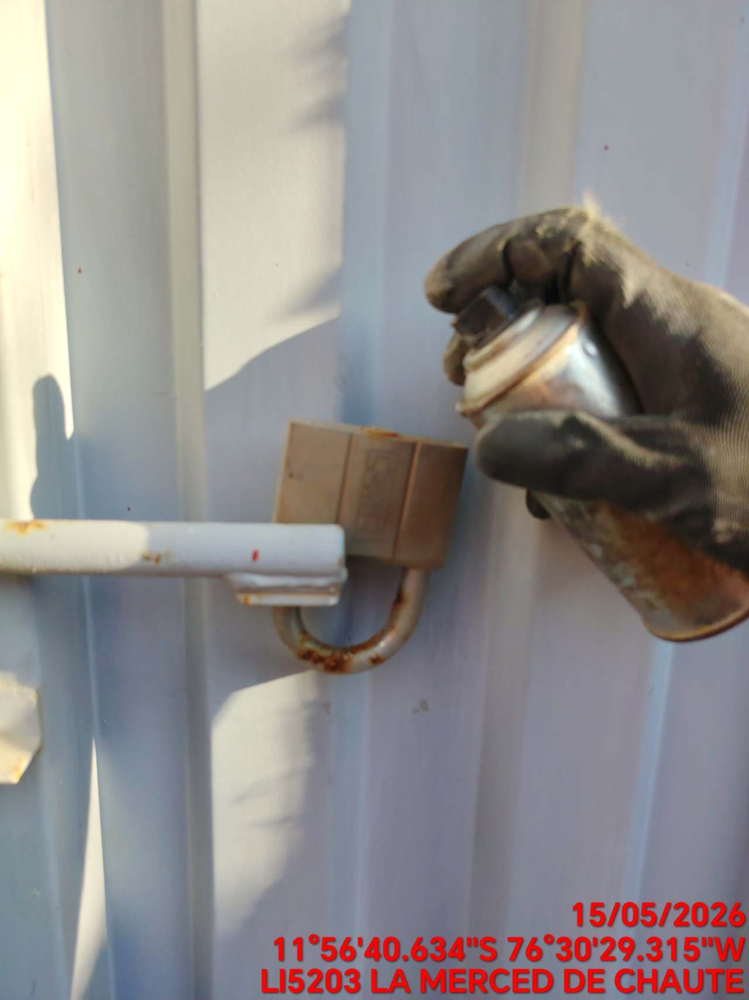 15/05/2026
11°56'40.634"S 76°30'29.315"W
LI5203 LA MERCED DE CHAUTE